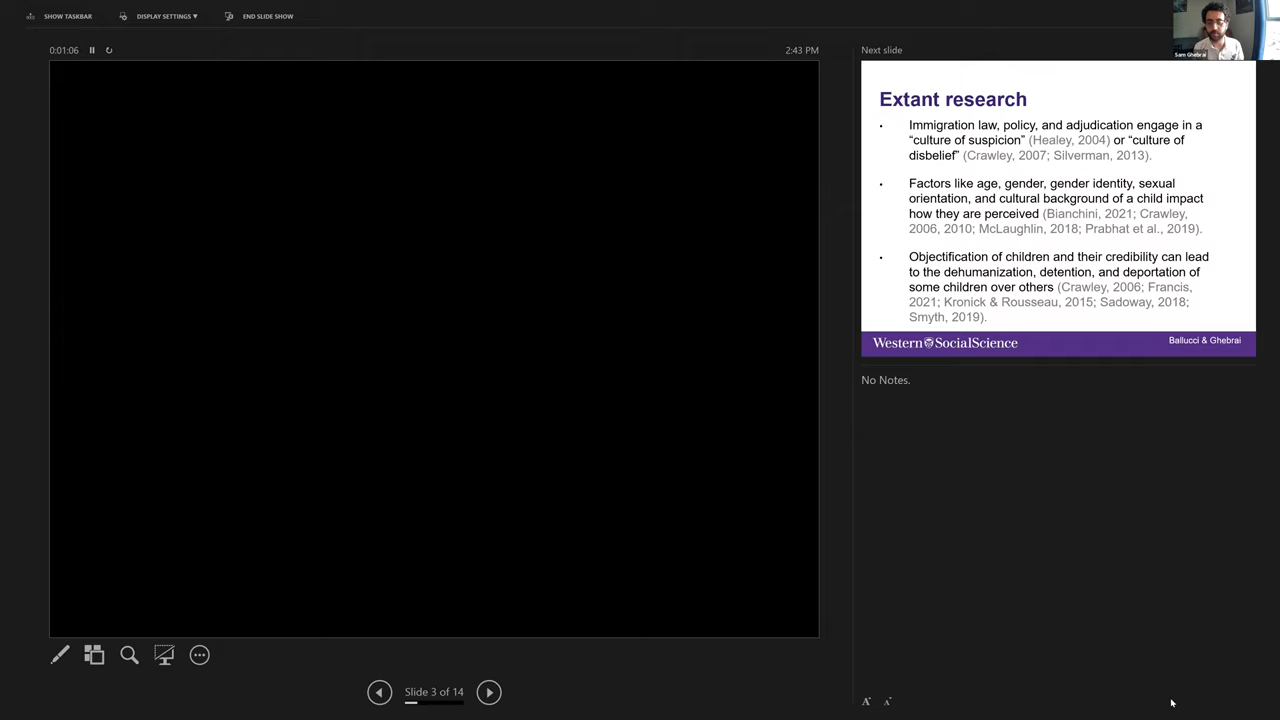 SHOW TASKBAR
DISPLAY SETTINGS ▼
END SLIDE SHOW
0:01:06
2:43 PM
Next slide
Sam Ghebrai
Extant research
• Immigration law, policy, and adjudication engage in a
“culture of suspicion” (Healey, 2004) or “culture of
disbelief” (Crawley, 2007; Silverman, 2013).
• Factors like age, gender, gender identity, sexual
orientation, and cultural background of a child impact
how they are perceived (Bianchini, 2021; Crawley,
2006, 2010; McLaughlin, 2018; Prabhat et al., 2019).
• Objectification of children and their credibility can lead
to the dehumanization, detention, and deportation of
some children over others (Crawley, 2006; Francis,
2021; Kronick & Rousseau, 2015; Sadoway, 2018;
Smyth, 2019).
Western SocialScience
Ballucci & Ghebrai
No Notes.
Slide 3 of 14
A
A